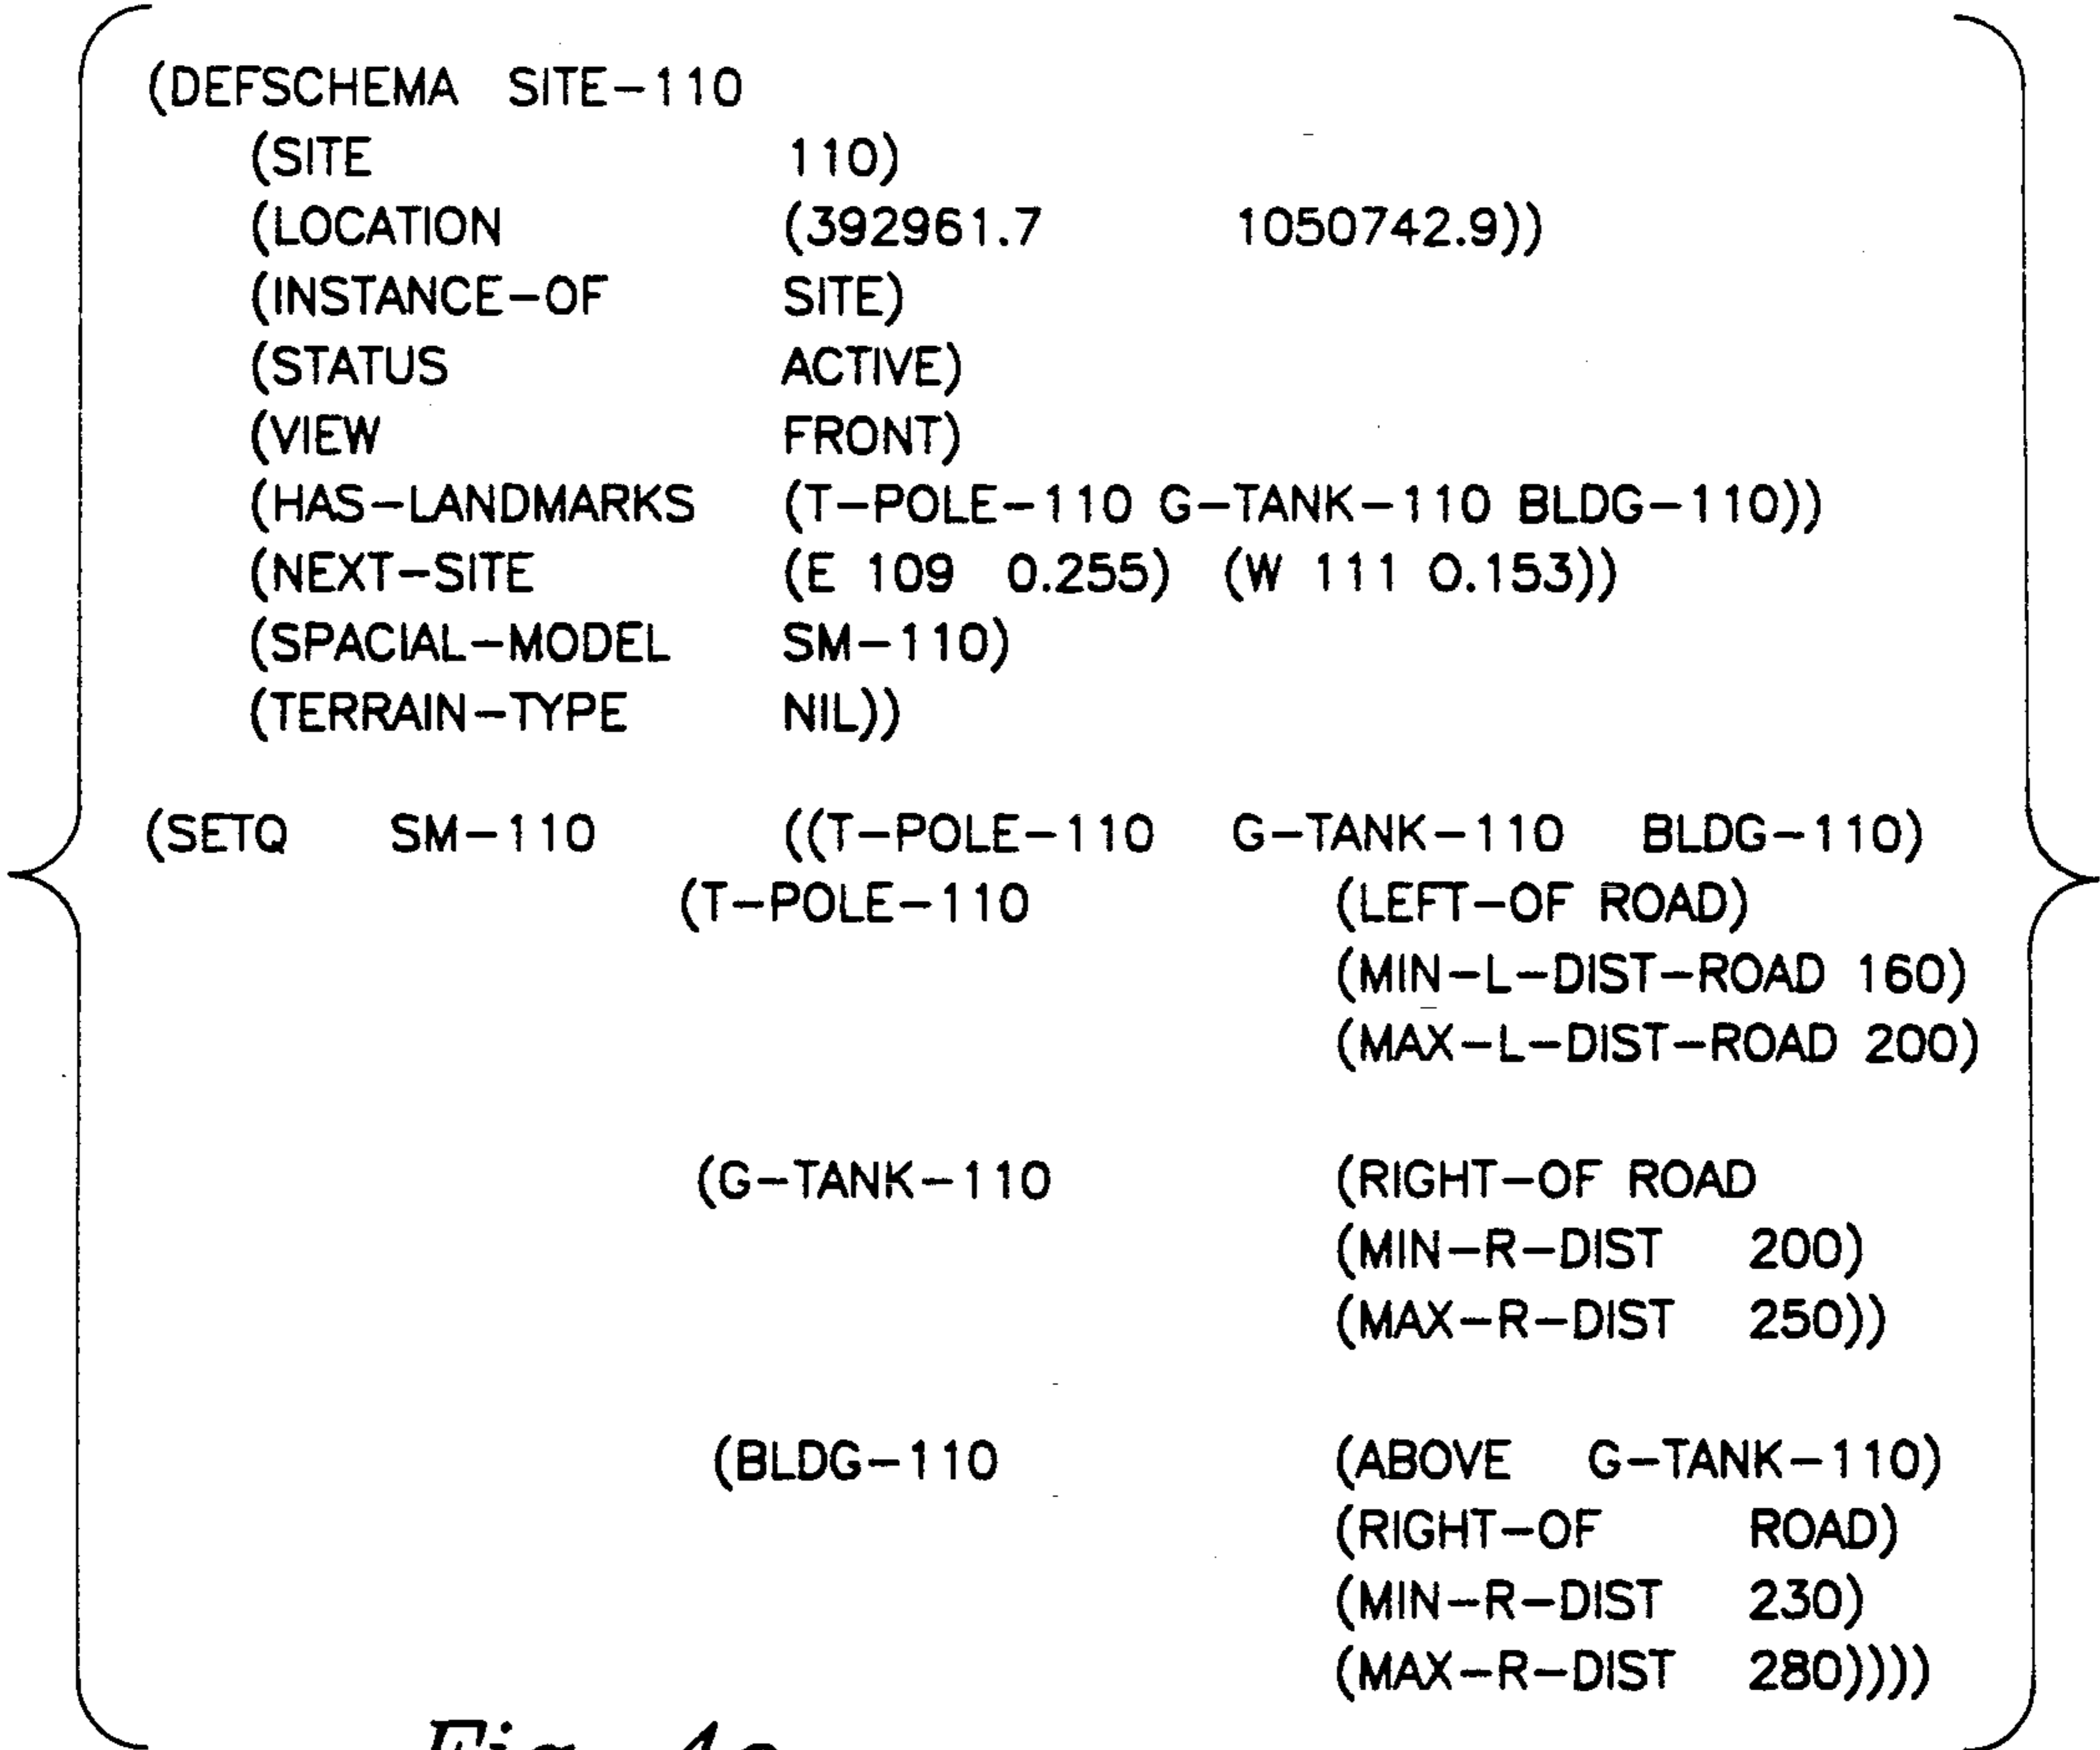 (DEFSCHEMA SITE-110
(SITE 110)
(LOCATION (392961.7 1050742.9))
(INSTANCE-OF SITE)
(STATUS ACTIVE)
(VIEW FRONT)
(HAS-LANDMARKS (T-POLE-110 G-TANK-110 BLDG-110))
(NEXT-SITE (E 109 0.255) (W 111 0.153))
(SPACIAL-MODEL SM-110)
(TERRAIN-TYPE NIL))
(SETQ SM-110 ((T-POLE-110 G-TANK-110 BLDG-110)
(T-POLE-110 (LEFT-OF ROAD)
(MIN-L-DIST-ROAD 160)
(MAX-L-DIST-ROAD 200)
(G-TANK-110 (RIGHT-OF ROAD
(MIN-R-DIST 200)
(MAX-R-DIST 250))
(BLDG-110 (ABOVE G-TANK-110)
(RIGHT-OF ROAD)
(MIN-R-DIST 230)
(MAX-R-DIST 280))))
Fig.